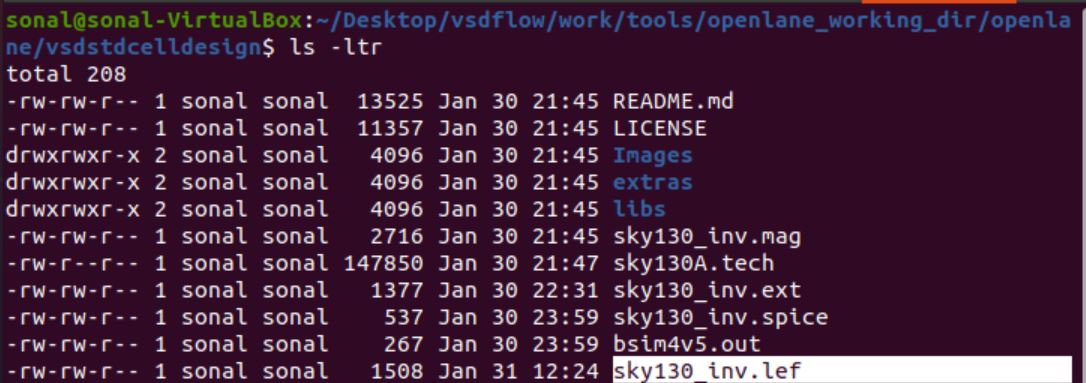 sonal@sonal-VirtualBox:~/Desktop/vsdflow/work/tools/openlane_working_dir/openla
ne/vsdstdcelldesign$ ls -ltr
total 208
-rw-rw-r-- 1 sonal sonal  13525 Jan 30 21:45 README.md
-rw-rw-r-- 1 sonal sonal  11357 Jan 30 21:45 LICENSE
drwxrwxr-x 2 sonal sonal   4096 Jan 30 21:45 Images
drwxrwxr-x 2 sonal sonal   4096 Jan 30 21:45 extras
drwxrwxr-x 2 sonal sonal   4096 Jan 30 21:45 libs
-rw-rw-r-- 1 sonal sonal   2716 Jan 30 21:45 sky130_inv.mag
-rw-r--r-- 1 sonal sonal 147850 Jan 30 21:47 sky130A.tech
-rw-rw-r-- 1 sonal sonal   1377 Jan 30 22:31 sky130_inv.ext
-rw-rw-r-- 1 sonal sonal    537 Jan 30 23:59 sky130_inv.spice
-rw-rw-r-- 1 sonal sonal    267 Jan 30 23:59 bsim4v5.out
-rw-rw-r-- 1 sonal sonal   1508 Jan 31 12:24 sky130_inv.lef